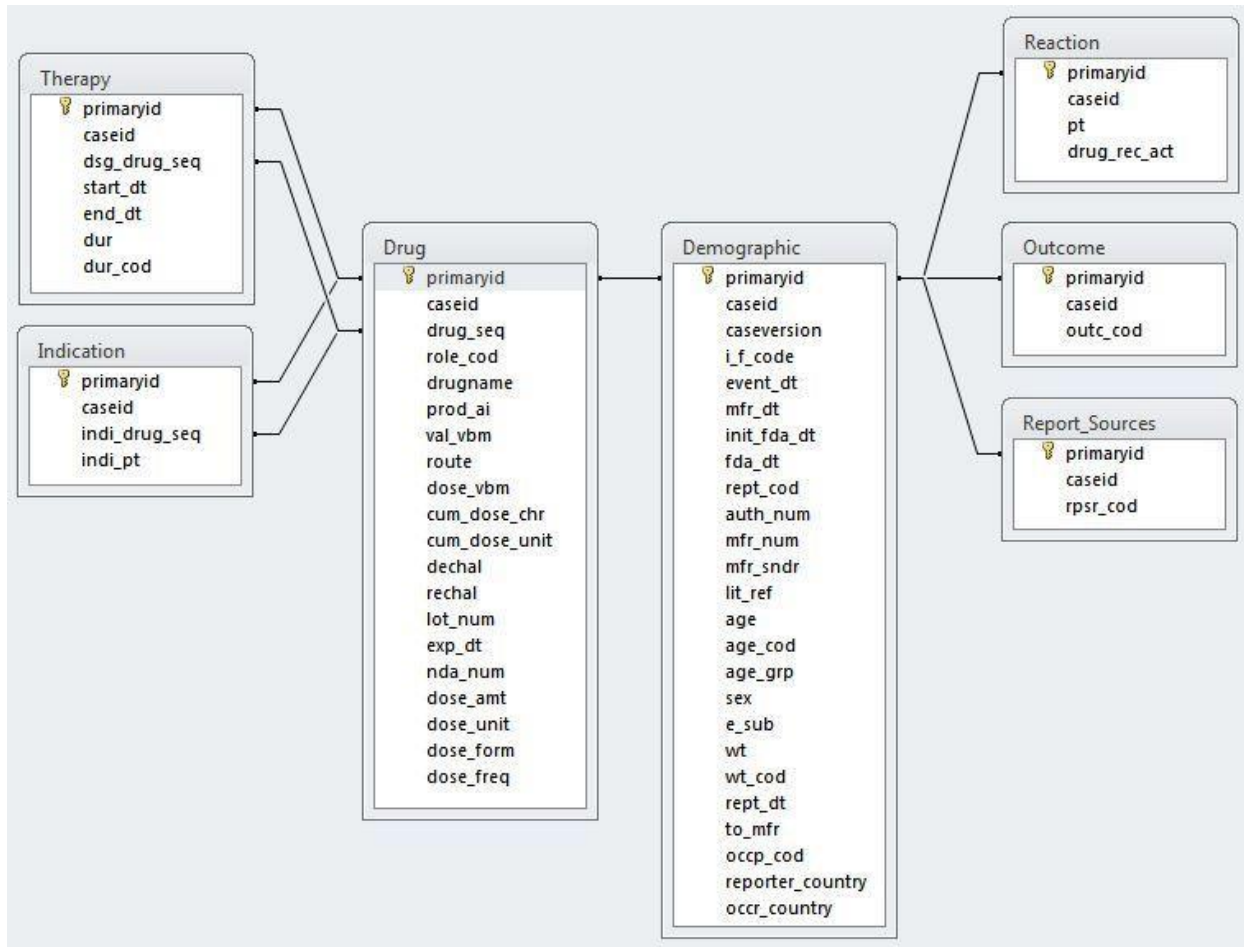 Therapy
primaryid
caseid
dsg_drug_seq
start_dt
end_dt
dur
dur_cod
Indication
primaryid
caseid
indi_drug_seq
indi_pt
Drug
primaryid
caseid
drug_seq
role_cod
drugname
prod_ai
val_vbm
route
dose_vbm
cum_dose_chr
cum_dose_unit
dechal
rechal
lot_num
exp_dt
nda_num
dose_amt
dose_unit
dose_form
dose_freq
Demographic
primaryid
caseid
caseversion
i_f_code
event_dt
mfr_dt
init_fda_dt
fda_dt
rept_cod
auth_num
mfr_num
mfr_sndr
lit_ref
age
age_cod
age_grp
sex
e_sub
wt
wt_cod
rept_dt
to_mfr
occp_cod
reporter_country
occr_country
Reaction
primaryid
caseid
pt
drug_rec_act
Outcome
primaryid
caseid
outc_cod
Report_Sources
primaryid
caseid
rpsr_cod